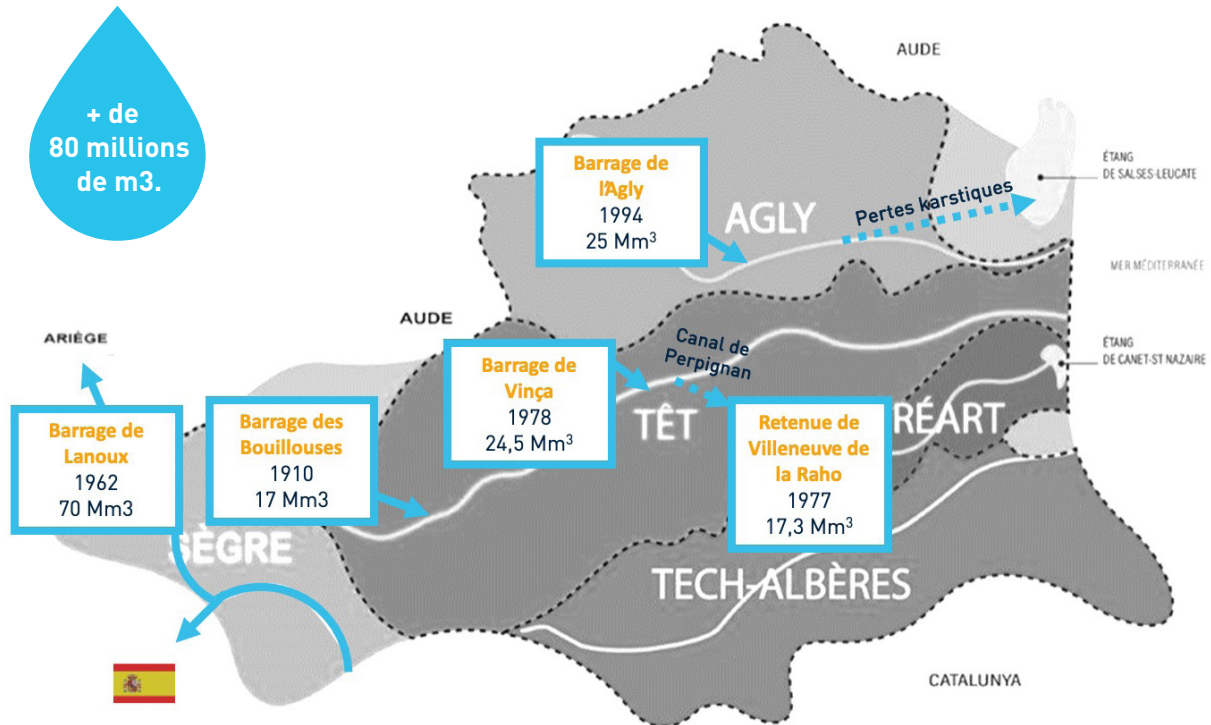 + de
80 millions
de m3.
AUDE
Barrage de
l'Agly
1994
25 Mm³
AGLY
Pertes karstiques
ÉTANG
DE SALSES-LEUCATE
MER MÉDITERRANÉE
ARIÈGE
AUDE
Canal de
Perpignan
ÉTANG
DE CANET-ST NAZAIRE
Barrage de
Lanoux
1962
70 Mm3
Barrage des
Bouillouses
1910
17 Mm3
Barrage de
Vinça
1978
24,5 Mm³
TÊT
Retenue de
Villeneuve de
la Raho
1977
17,3 Mm³
RÉART
SÈGRE
TECH-ALBÈRES
CATALUNYA